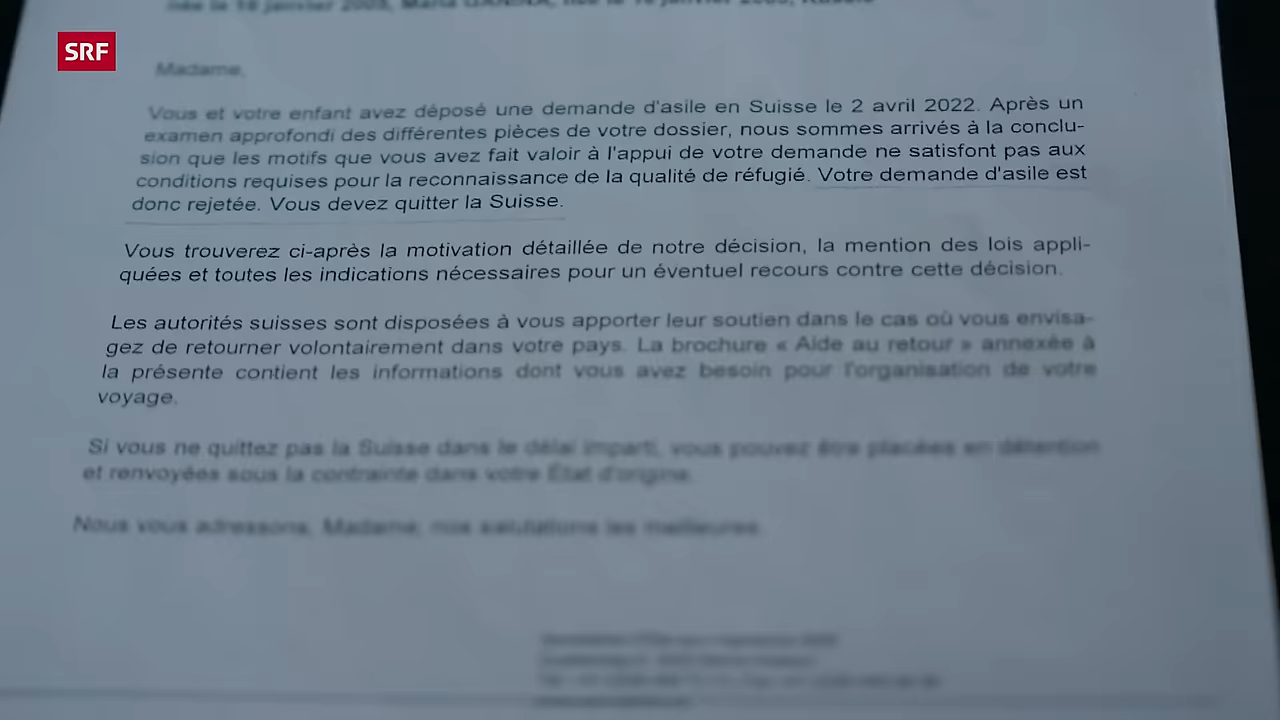 SRF
Madame,
Vous et votre enfant avez déposé une demande d'asile en Suisse le 2 avril 2022. Après un
examen approfondi des différentes pièces de votre dossier, nous sommes arrivés à la conclu-
sion que les motifs que vous avez fait valoir à l'appui de votre demande ne satisfont pas aux
conditions requises pour la reconnaissance de la qualité de réfugié. Votre demande d'asile est
donc rejetée. Vous devez quitter la Suisse.
Vous trouverez ci-après la motivation détaillée de notre décision, la mention des lois appli-
quées et toutes les indications nécessaires pour un éventuel recours contre cette décision.
Les autorités suisses sont disposées à vous apporter leur soutien dans le cas où vous envisa-
gez de retourner volontairement dans votre pays. La brochure « Aide au retour » annexée à
la présente contient les informations dont vous avez besoin pour l'organisation de votre
voyage.
Si vous ne quittez pas la Suisse dans le délai imparti, vous pouvez être placées en détention
et renvoyées sous la contrainte dans votre État d'origine.
Nous vous adressons, Madame, nos salutations les meilleures.